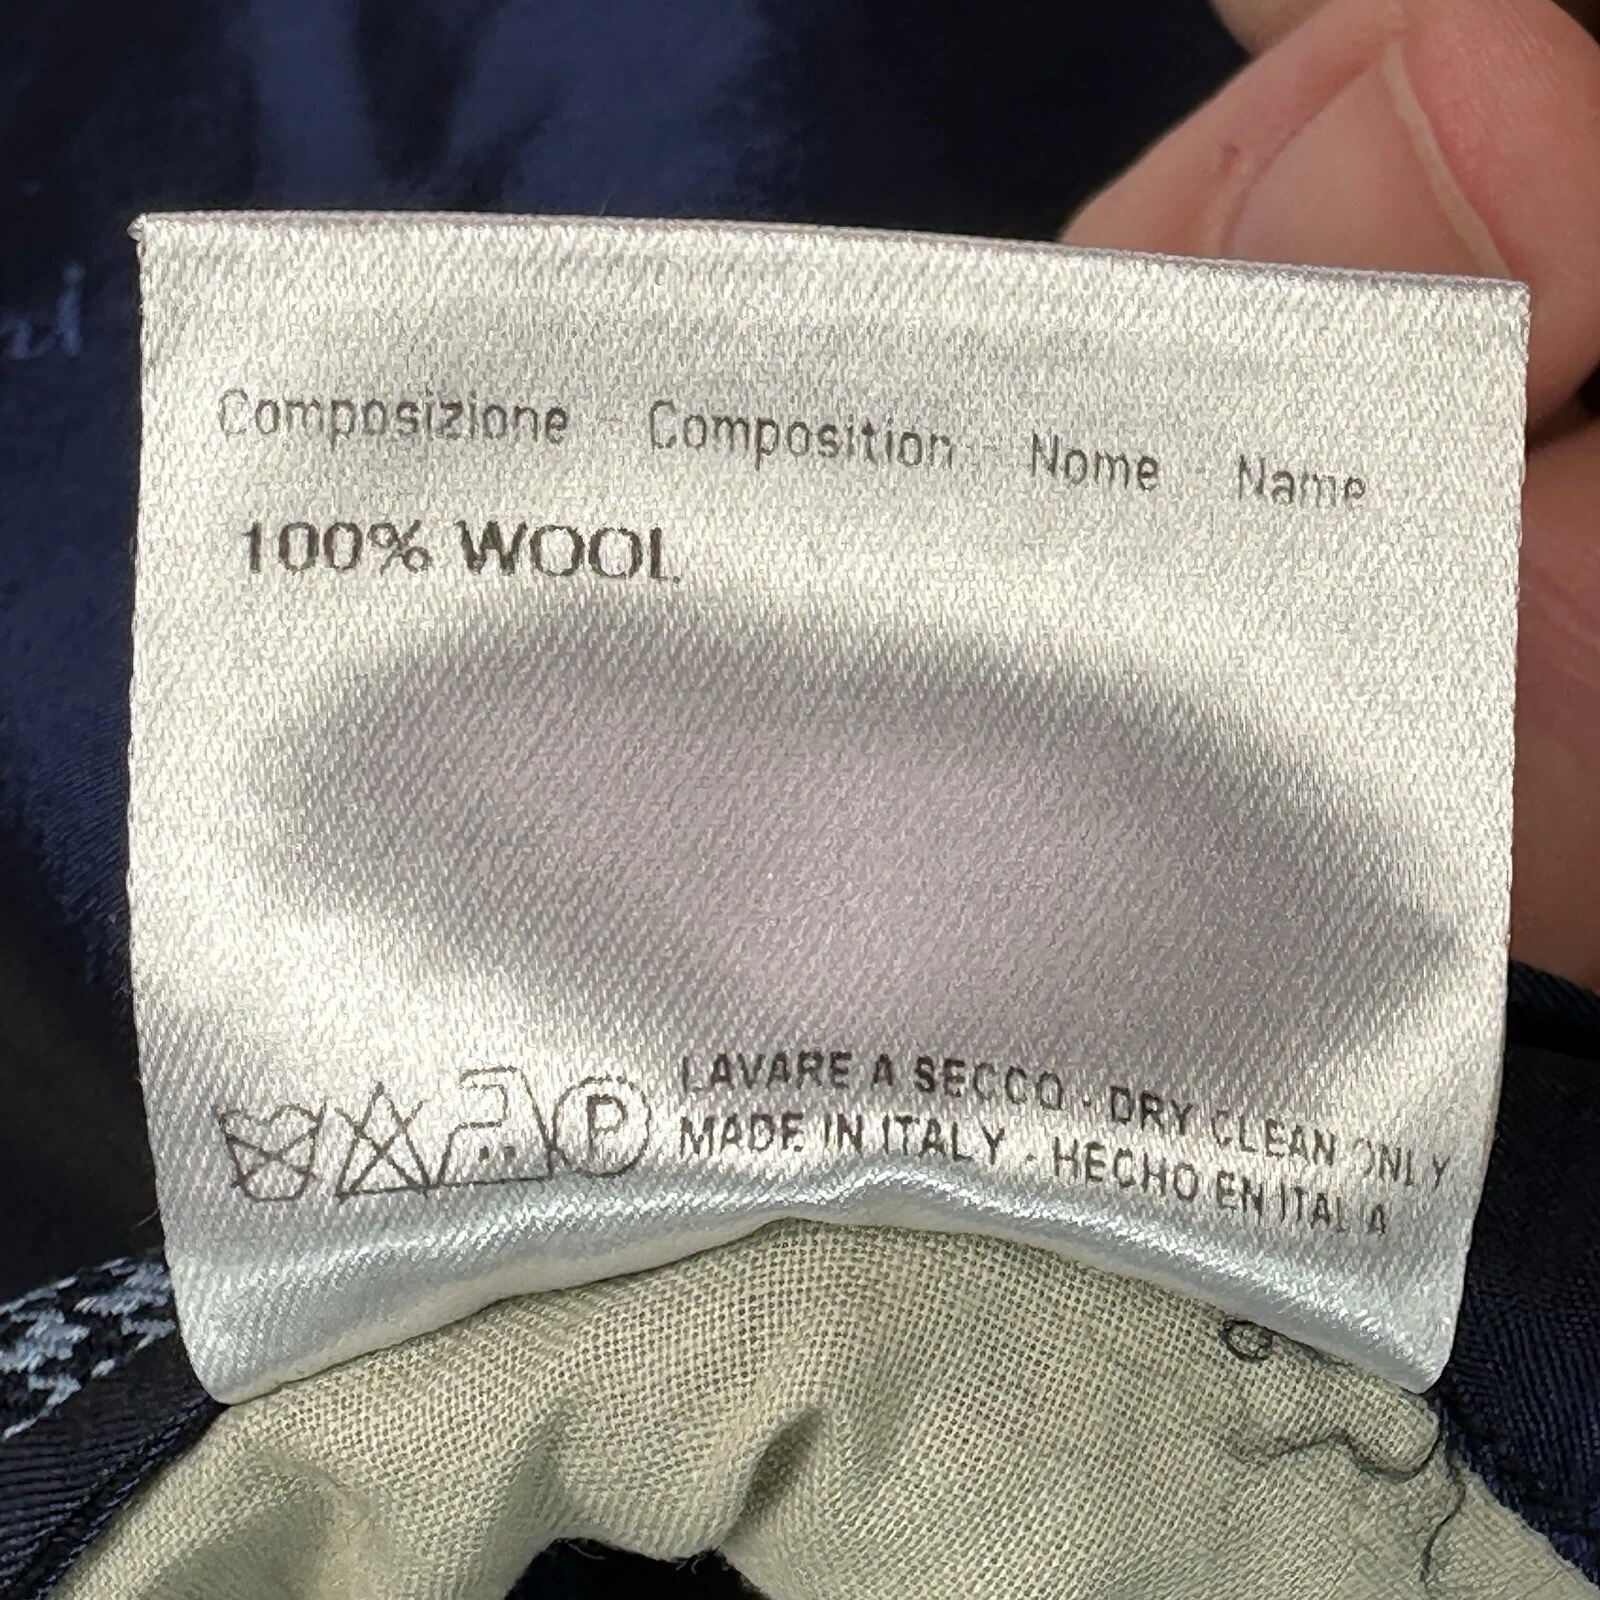 Composizione - Composition - Nome - Name
100% WOOL
P LAVARE A SECCO - DRY CLEAN ONLY
MADE IN ITALY - HECHO EN ITALIA